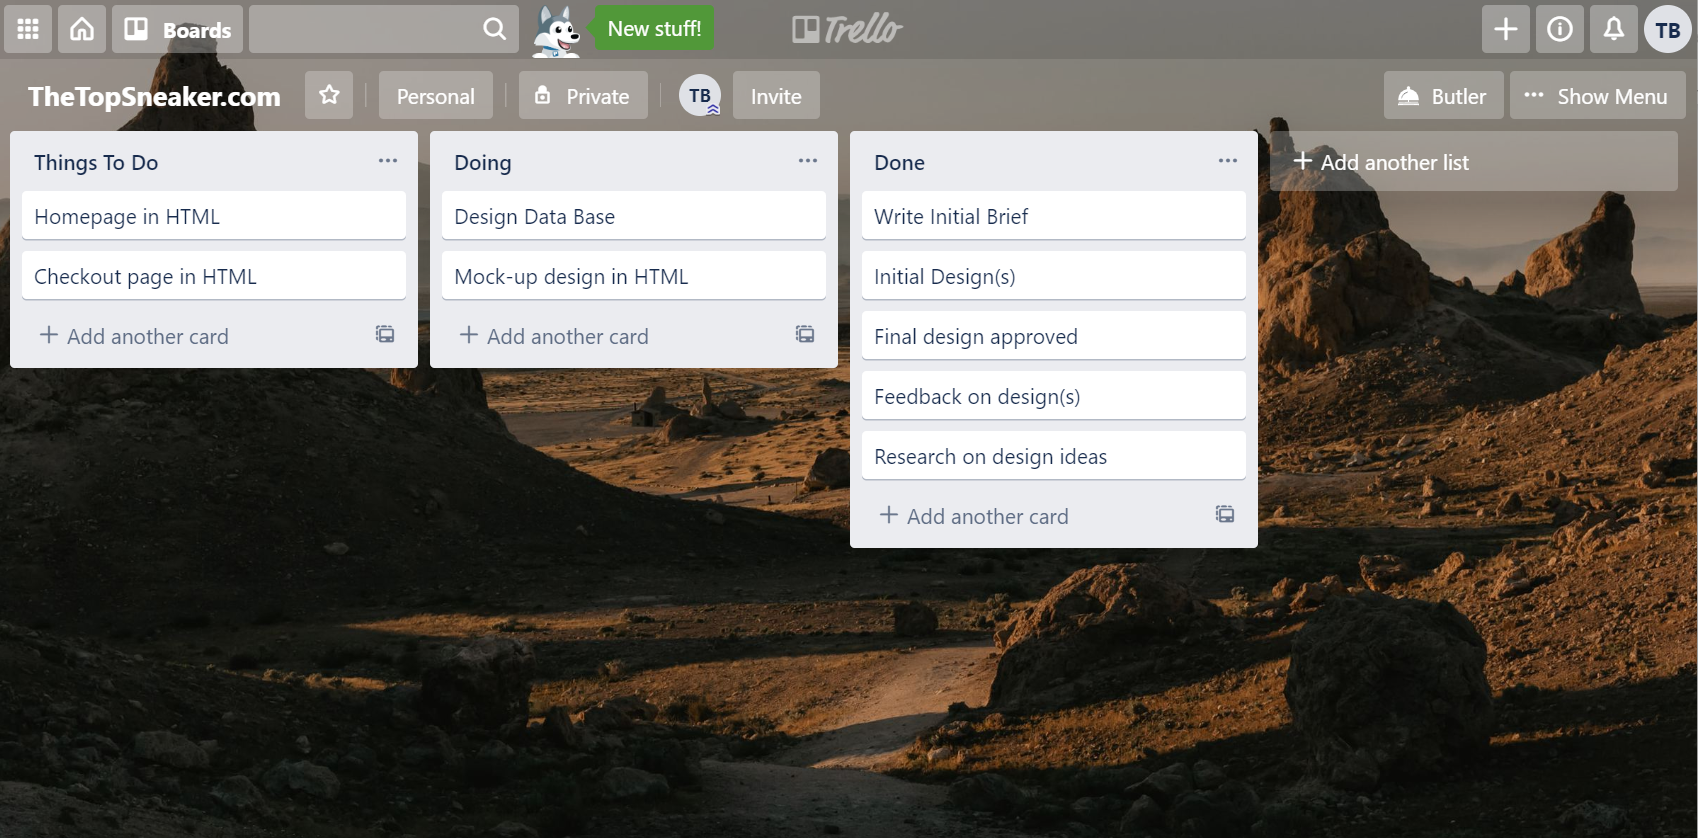 Boards
New stuff!
Trello
TB
TheTopSneaker.com
Personal
Private
TB
Invite
Butler
Show Menu
Things To Do
Homepage in HTML
Checkout page in HTML
Add another card
Doing
Design Data Base
Mock-up design in HTML
Add another card
Done
Write Initial Brief
Initial Design(s)
Final design approved
Feedback on design(s)
Research on design ideas
Add another card
Add another list